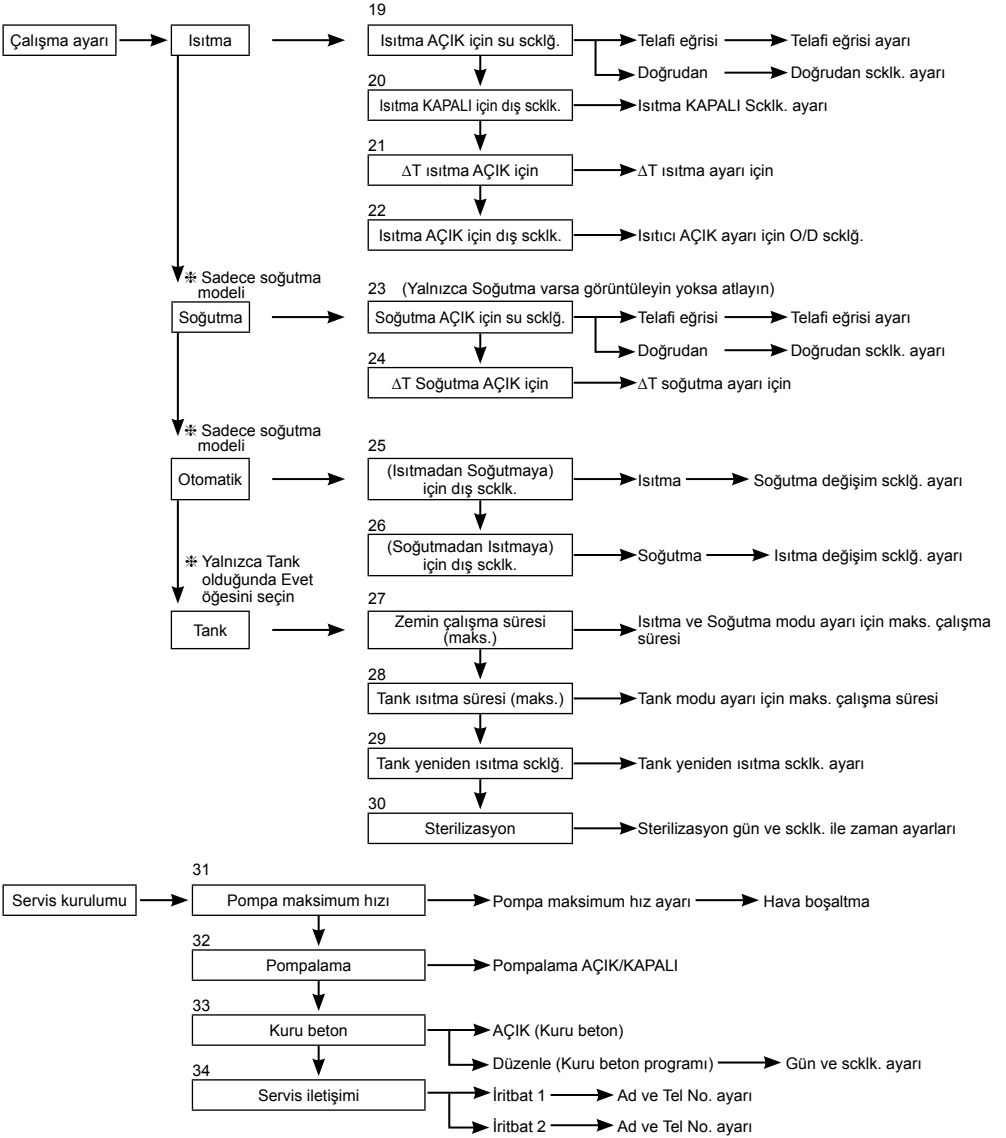 19
Çalışma ayarı
Isıtma
Isıtma AÇIK için su scklğ.
Telafi eğrisi
Telafi eğrisi ayarı
Doğrudan
Doğrudan scklk. ayarı
20
Isıtma KAPALI için dış scklk.
Isıtma KAPALI Scklk. ayarı
21
∆T ısıtma AÇIK için
∆T ısıtma ayarı için
22
Isıtma AÇIK için dış scklk.
Isıtıcı AÇIK ayarı için O/D scklğ.
❉ Sadece soğutma
modeli
Soğutma
23 (Yalnızca Soğutma varsa görüntüleyin yoksa atlayın)
Soğutma AÇIK için su scklğ.
Telafi eğrisi
Telafi eğrisi ayarı
Doğrudan
Doğrudan scklk. ayarı
24
∆T Soğutma AÇIK için
∆T soğutma ayarı için
❉ Sadece soğutma
modeli
Otomatik
25
(Isıtmadan Soğutmaya)
için dış scklk.
Isıtma
Soğutma değişim scklğ. ayarı
26
(Soğutmadan Isıtmaya)
için dış scklk.
Soğutma
Isıtma değişim scklğ. ayarı
❉ Yalnızca Tank
olduğunda Evet
öğesini seçin
Tank
27
Zemin çalışma süresi
(maks.)
Isıtma ve Soğutma modu ayarı için maks. çalışma
süresi
28
Tank ısıtma süresi (maks.)
Tank modu ayarı için maks. çalışma süresi
29
Tank yeniden ısıtma scklğ.
Tank yeniden ısıtma scklk. ayarı
30
Sterilizasyon
Sterilizasyon gün ve scklk. ile zaman ayarları
31
Servis kurulumu
Pompa maksimum hızı
Pompa maksimum hız ayarı
Hava boşaltma
32
Pompalama
Pompalama AÇIK/KAPALI
33
Kuru beton
AÇIK (Kuru beton)
Düzenle (Kuru beton programı)
Gün ve scklk. ayarı
34
Servis iletişimi
İritbat 1
Ad ve Tel No. ayarı
İritbat 2
Ad ve Tel No. ayarı